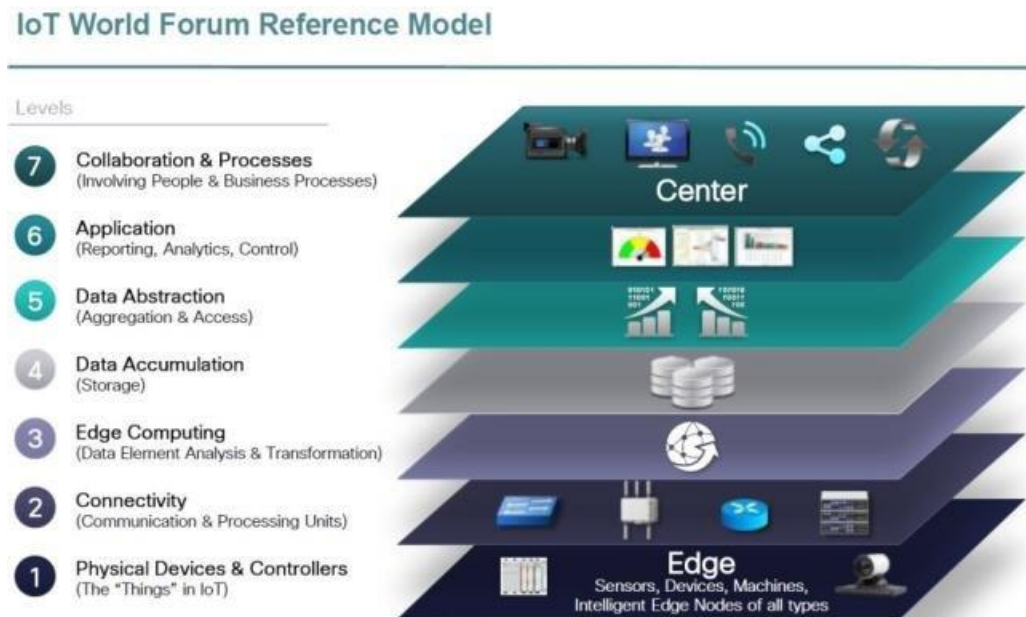 IoT World Forum Reference Model
Levels
7
Collaboration & Processes
(Involving People & Business Processes)
6
Application
(Reporting, Analytics, Control)
5
Data Abstraction
(Aggregation & Access)
4
Data Accumulation
(Storage)
3
Edge Computing
(Data Element Analysis & Transformation)
2
Connectivity
(Communication & Processing Units)
1
Physical Devices & Controllers
(The “Things” in IoT)
Center
Edge
Sensors, Devices, Machines,
Intelligent Edge Nodes of all types